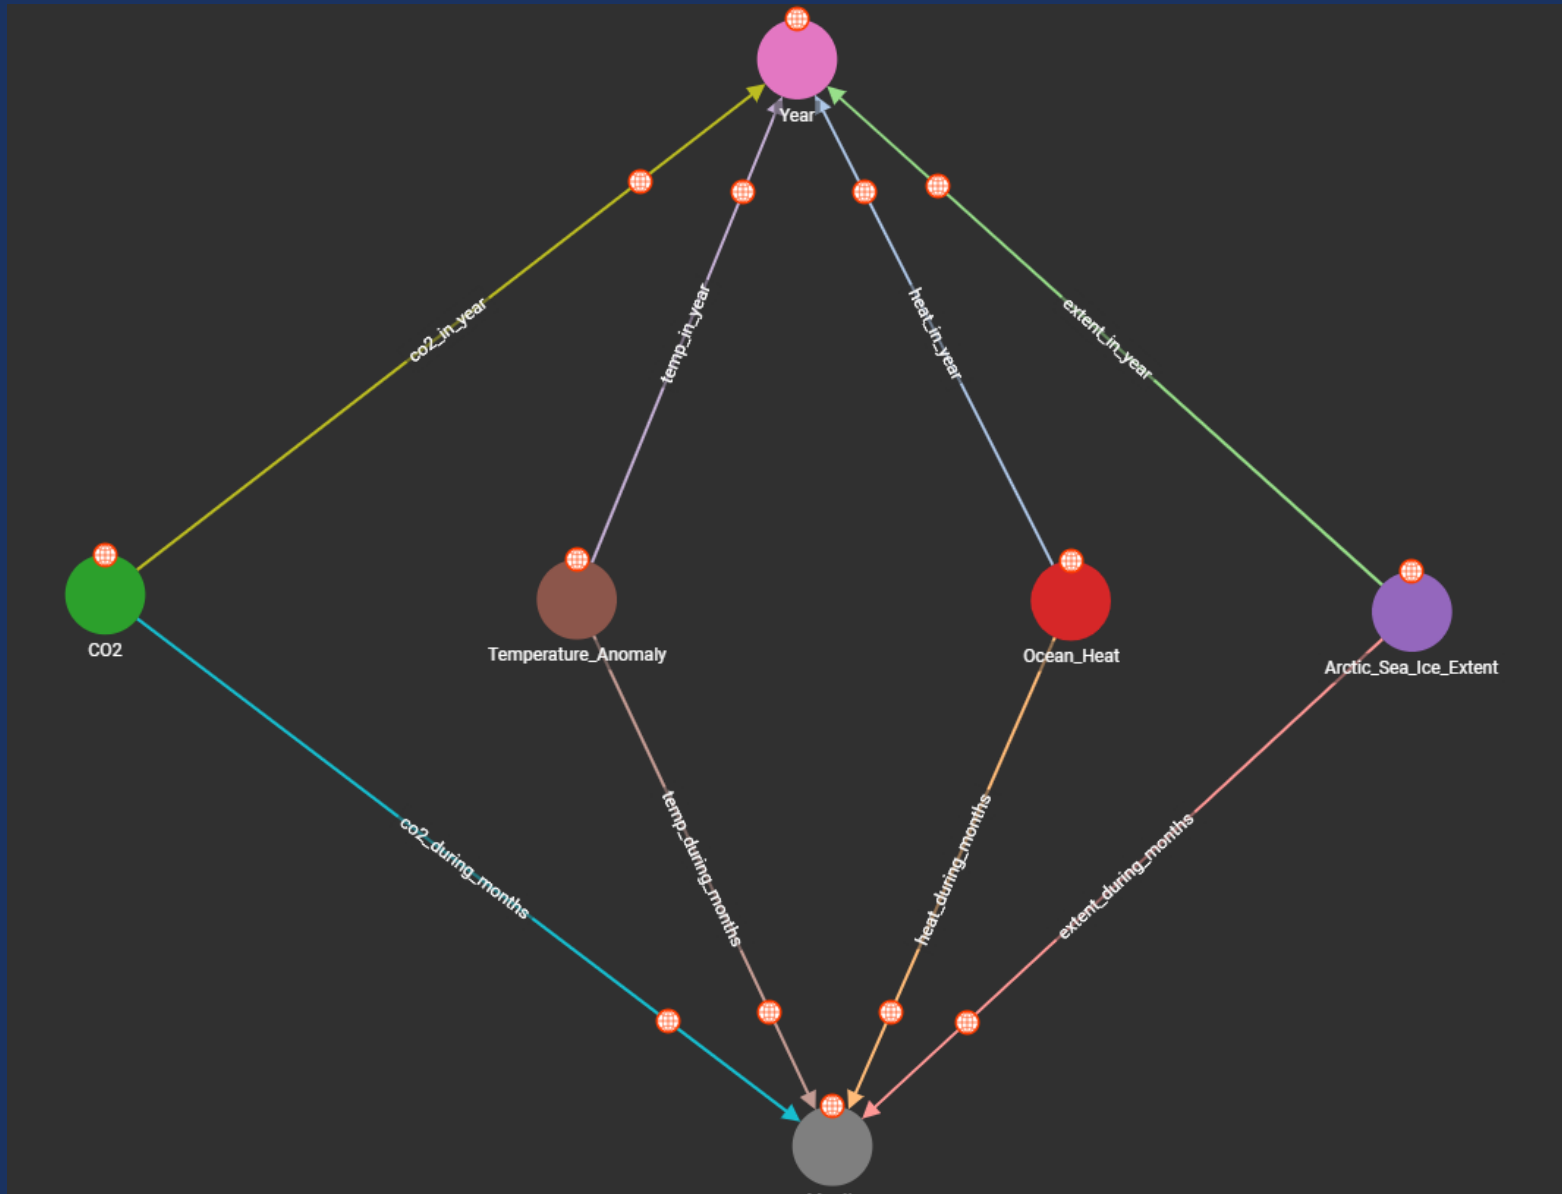 Year
co2_in_year
temp_in_year
heat_in_year
extent_in_year
CO2
Temperature_Anomaly
Ocean_Heat
Arctic_Sea_Ice_Extent
co2_during_months
temp_during_months
heat_during_months
extent_during_months